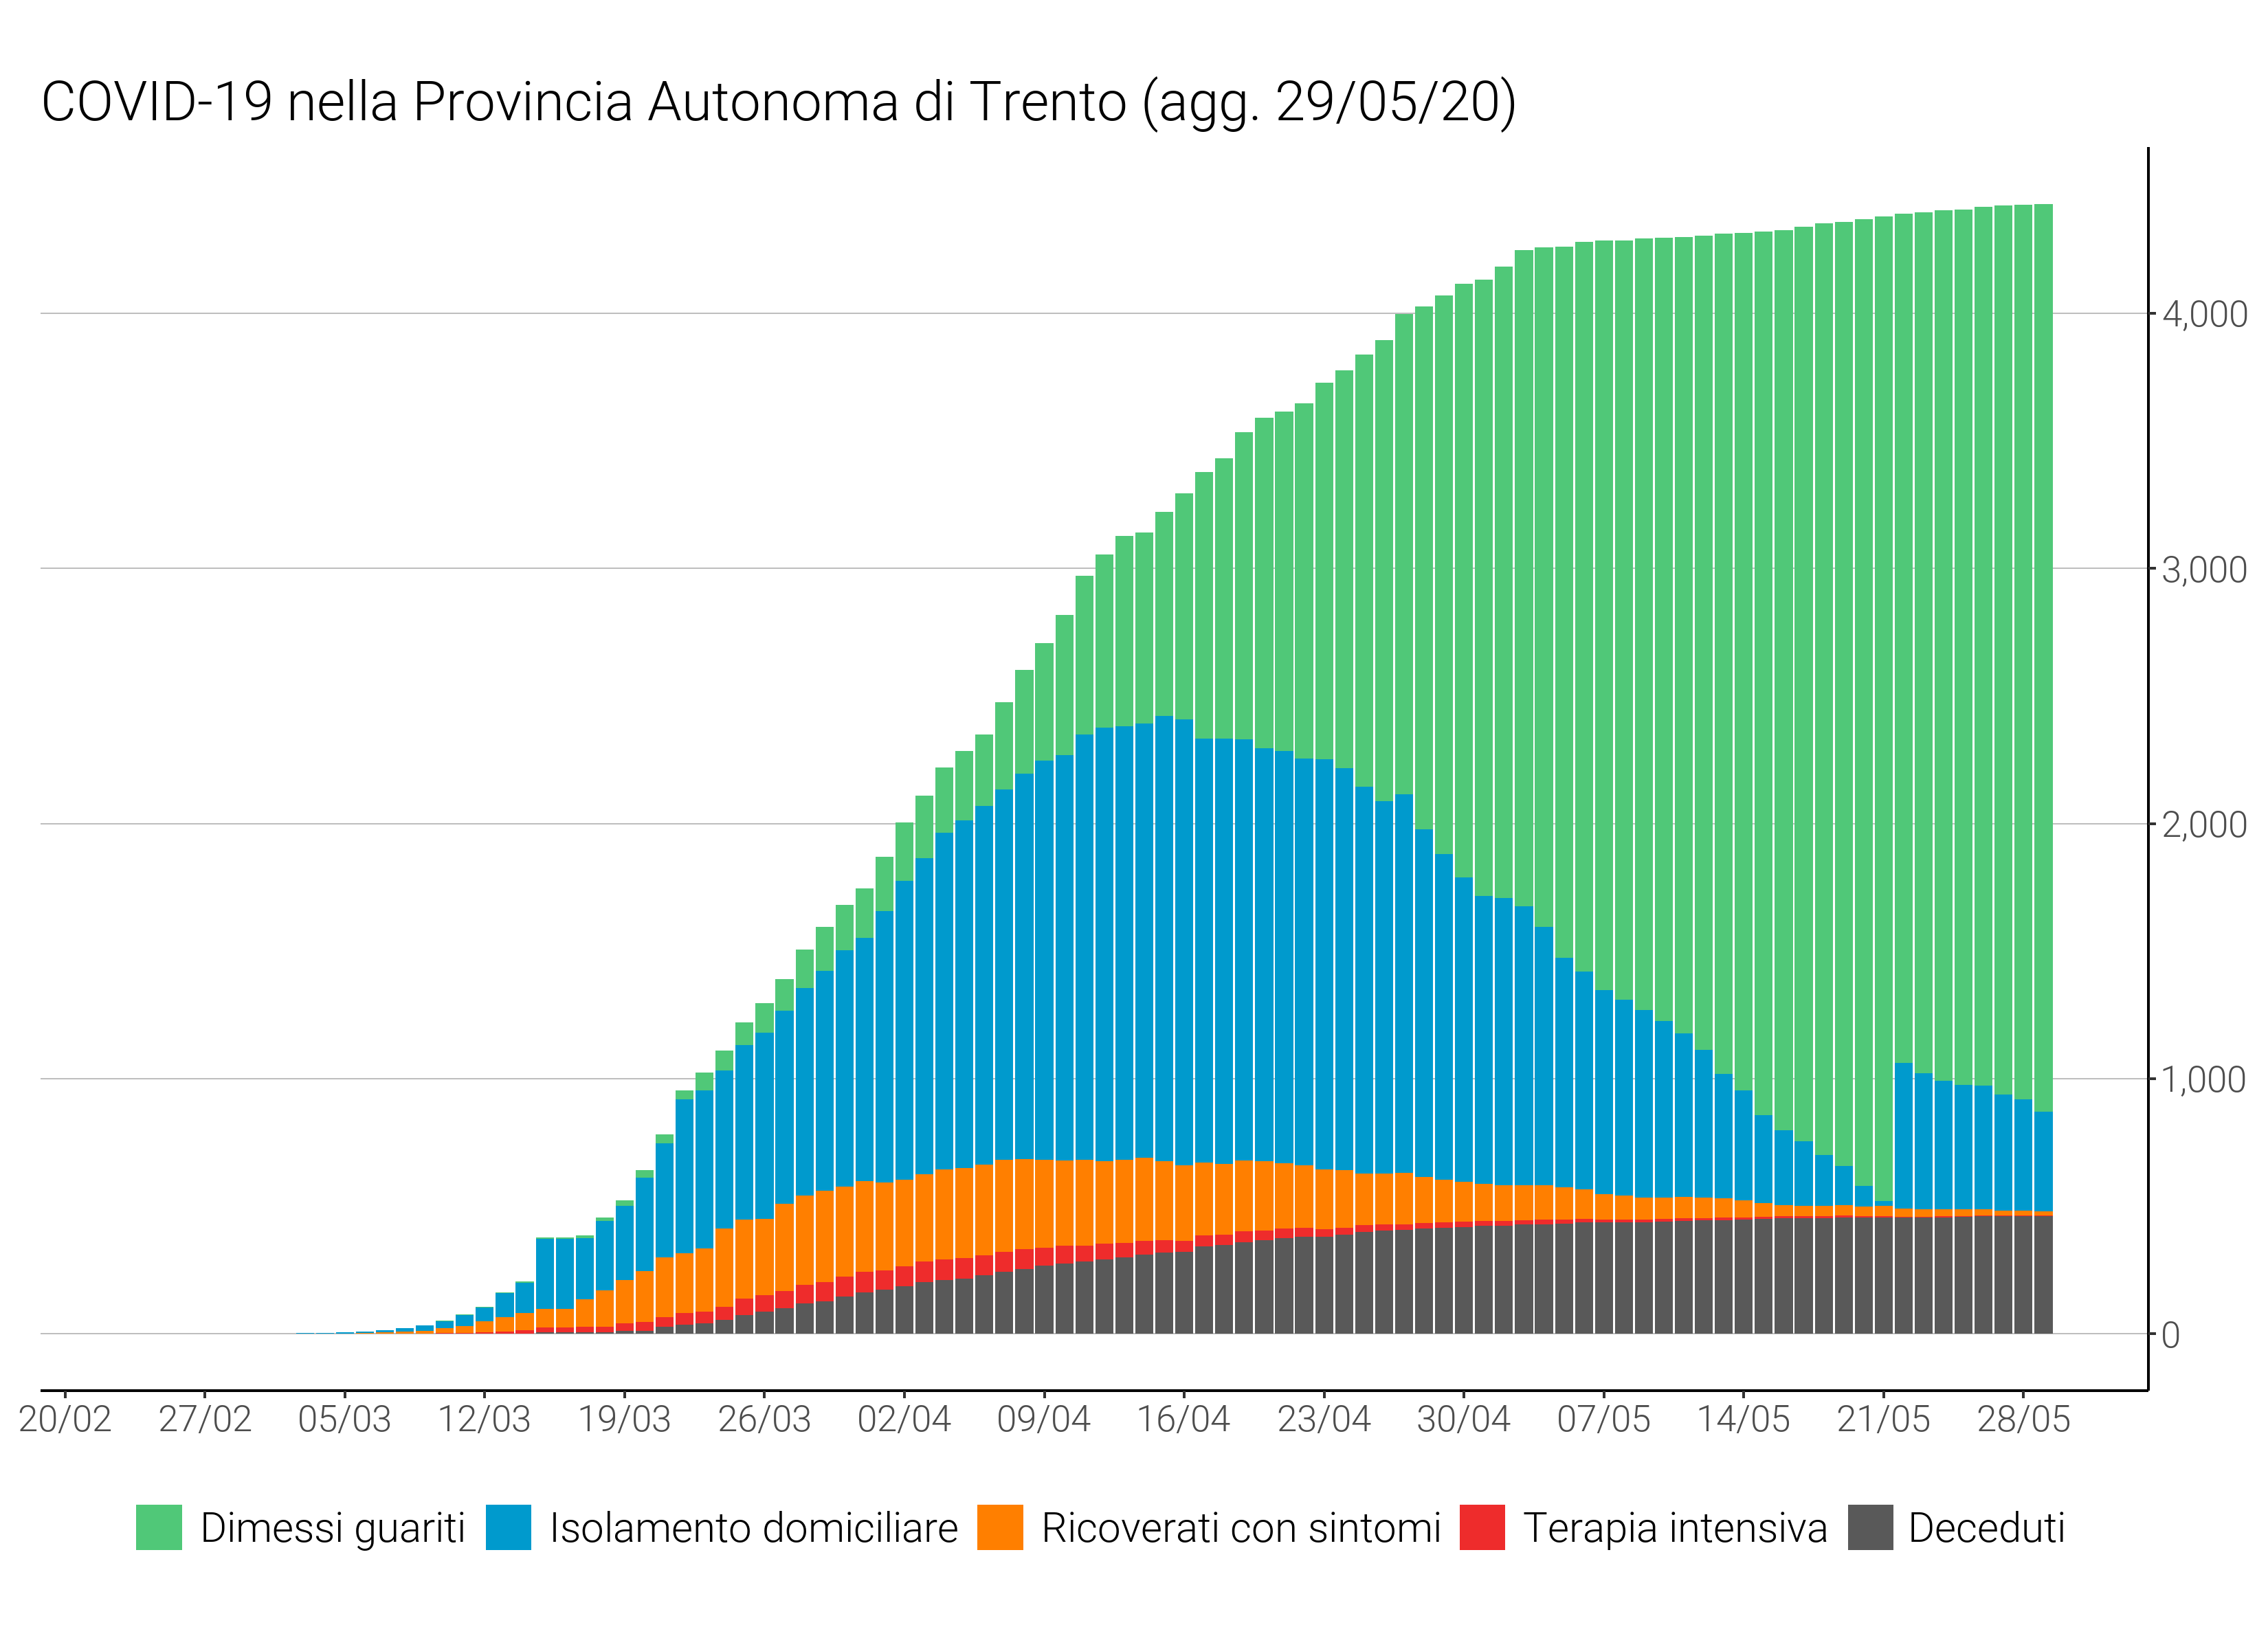 COVID-19 nella Provincia Autonoma di Trento (agg. 29/05/20)
4,000
3,000
2,000
1,000
0
20/02 27/02 05/03 12/03 19/03 26/03 02/04 09/04 16/04 23/04 30/04 07/05 14/05 21/05 28/05
Dimessi guariti Isolamento domiciliare Ricoverati con sintomi Terapia intensiva Deceduti